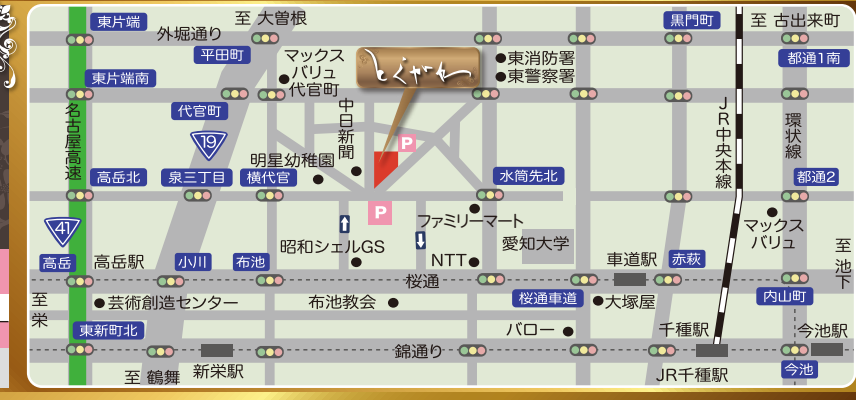 東片端
至 大曽根
黒門町
至 古出来町
外堀通り
平田町
マックス
バリュ
代官町
とくがわ
東消防署
東警察署
都通1南
東片端南
代官町
中日新聞
JR中央本線
環状線
名古屋高速
19
P
明星幼稚園
高岳北
泉三丁目
横代官
水筒先北
都通2
P
ファミリーマート
マックス
バリュ
41
昭和シェルGS
愛知大学
高岳
高岳駅
小川
布池
NTT
車道駅
赤萩
至 池下
桜通
至 栄
芸術創造センター
布池教会
桜通車道
大塚屋
内山町
東新町北
バロー
千種駅
今池駅
錦通り
至 鶴舞
新栄駅
JR千種駅
今池